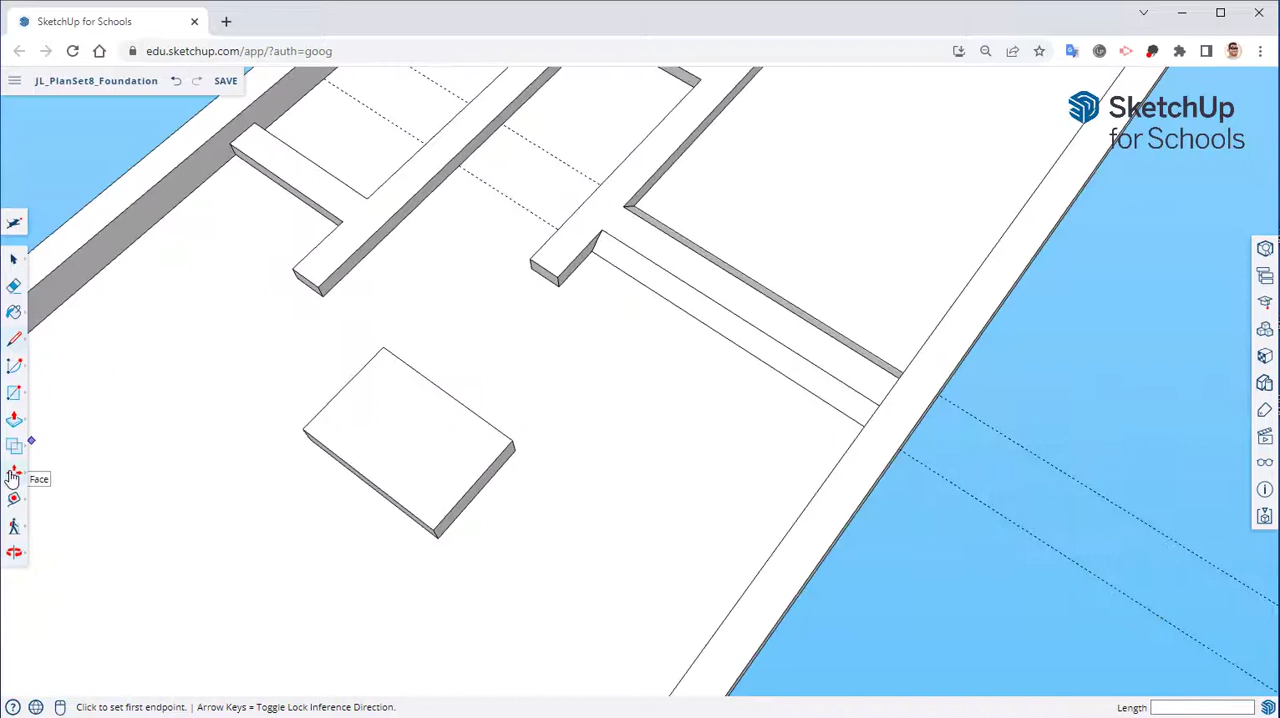 SketchUp for Schools
edu.sketchup.com/app/?auth=goog
JL_PlanSet8_Foundation
SAVE
SketchUp
for Schools
Face
Click to set first endpoint. | Arrow Keys = Toggle Lock Inference Direction.
Length